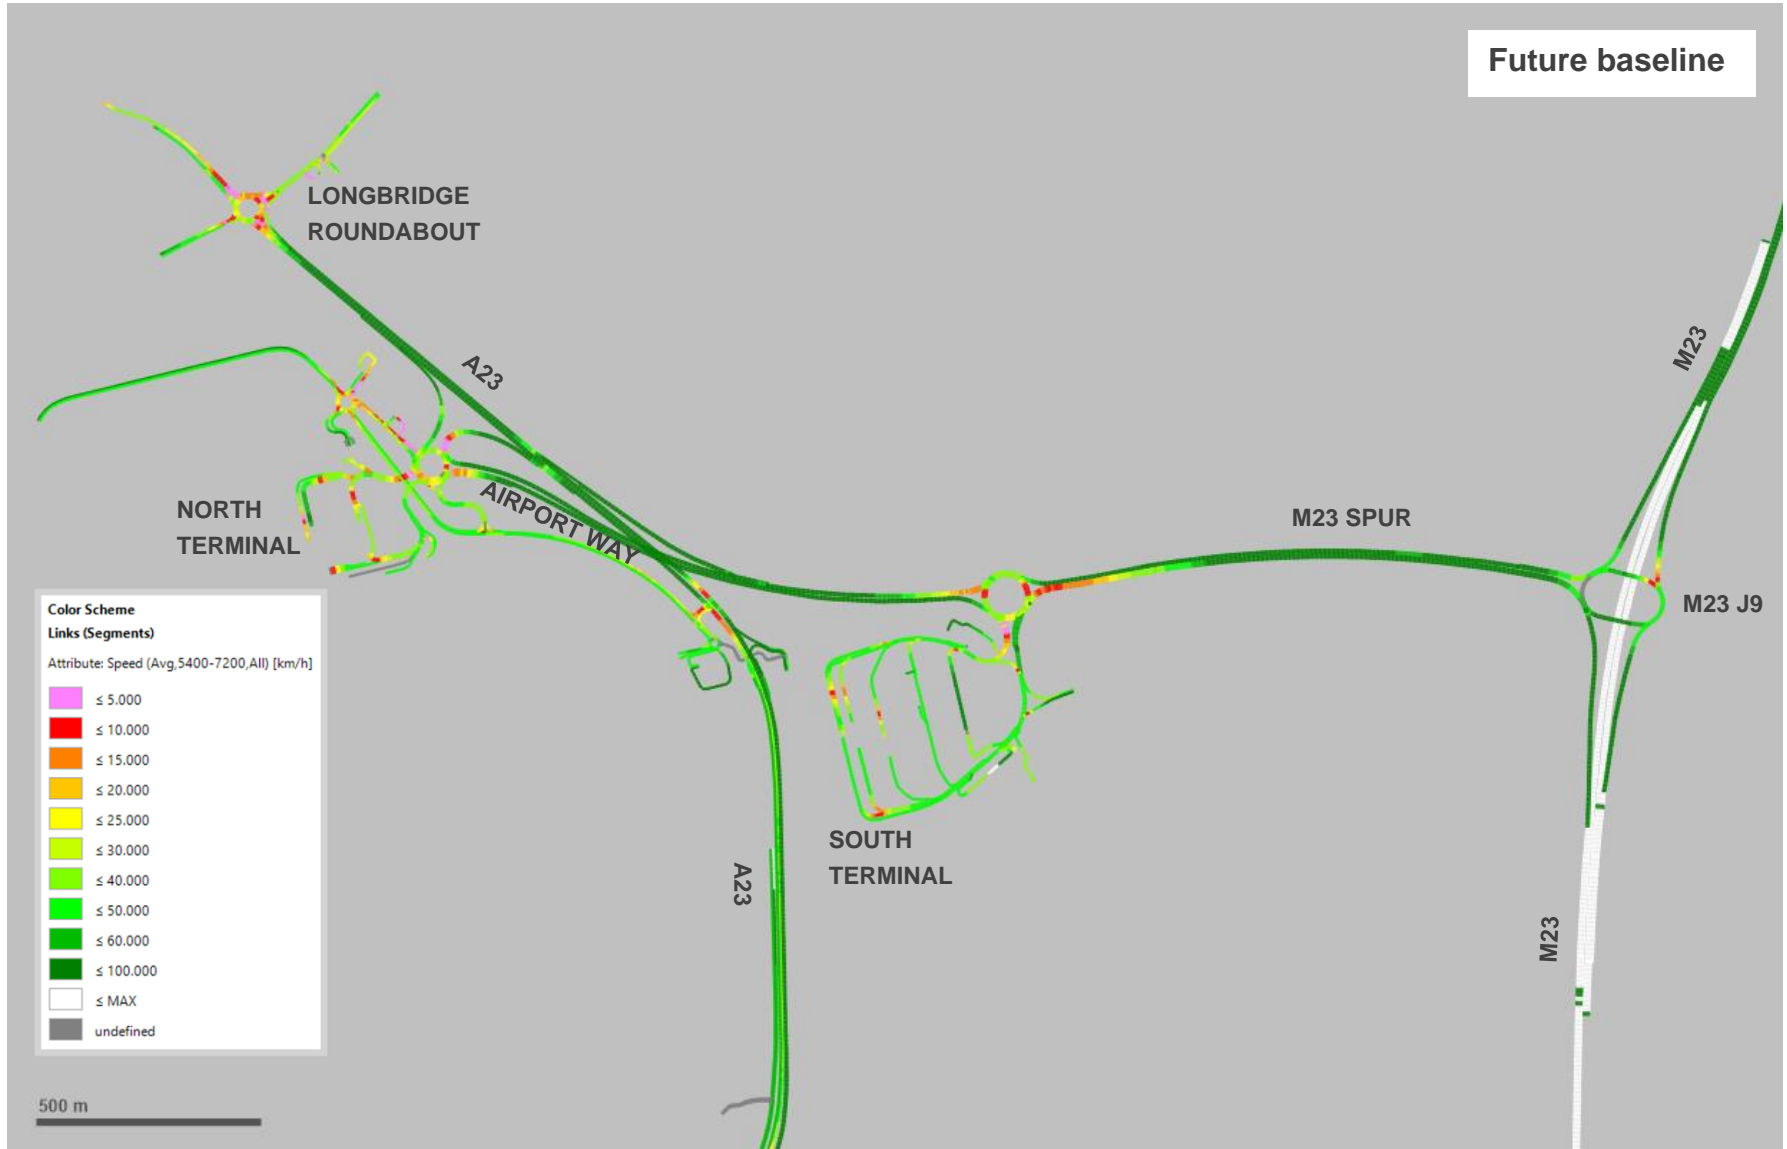 Future baseline
LONGBRIDGE
ROUNDABOUT
A23
M23
NORTH
TERMINAL
AIRPORT WAY
M23 SPUR
M23 J9
Color Scheme
Links (Segments)
Attribute: Speed (Avg,5400-7200,All) [km/h]
≤ 5.000
≤ 10.000
≤ 15.000
≤ 20.000
≤ 25.000
≤ 30.000
≤ 40.000
≤ 50.000
≤ 60.000
≤ 100.000
≤ MAX
undefined
SOUTH
TERMINAL
A23
M23
500 m